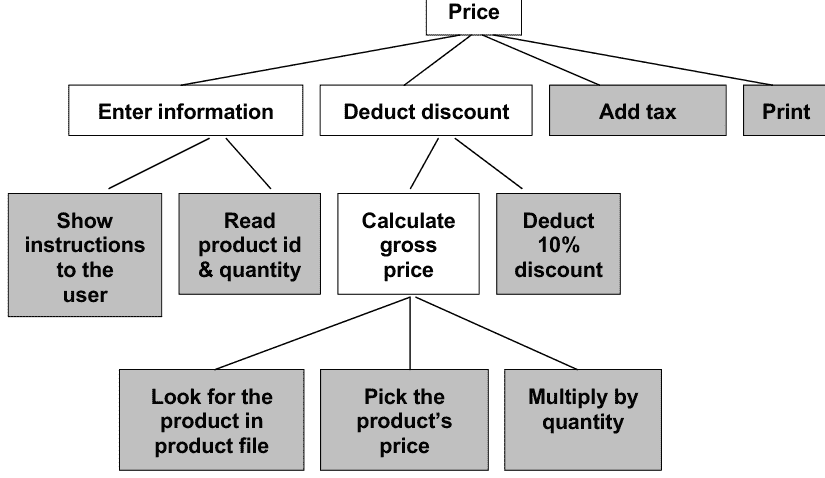 Price
Enter information
Deduct discount
Add tax
Print
Show
instructions
to the
user
Read
product id
& quantity
Calculate
gross
price
Deduct
10%
discount
Look for the
product in
product file
Pick the
product’s
price
Multiply by
quantity